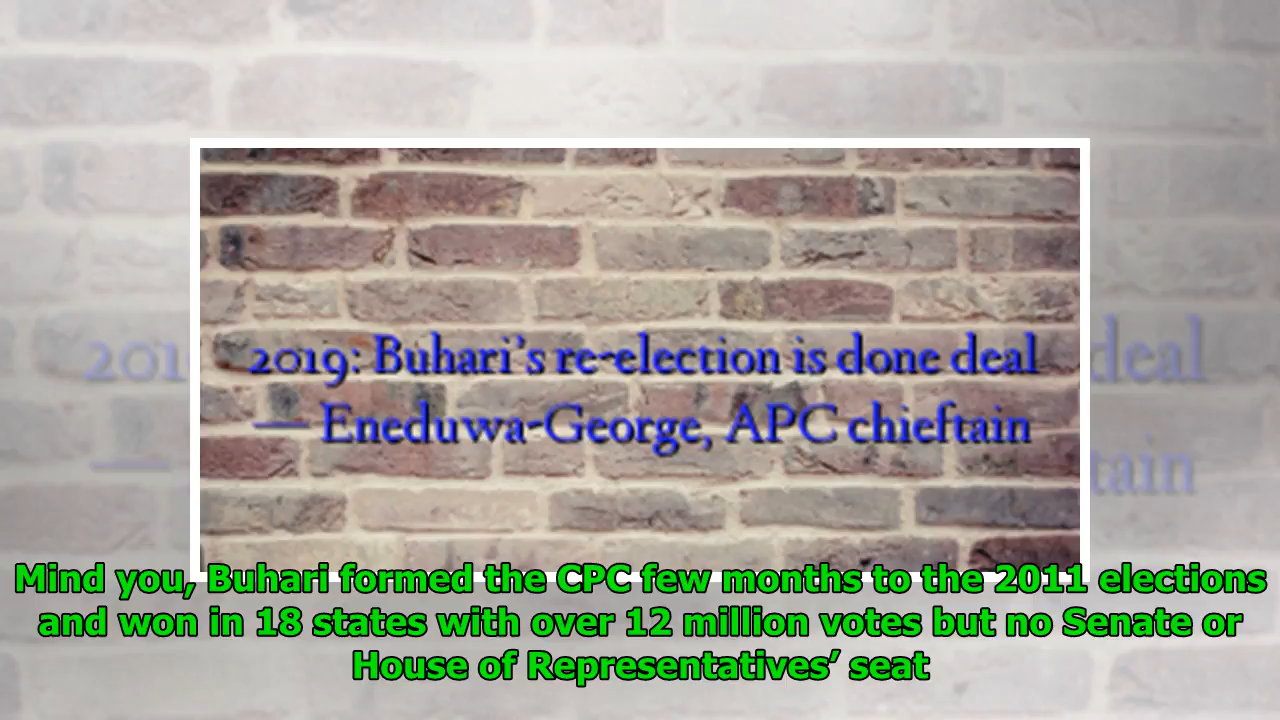 2019: Buhari's re-election is done deal
— Eneduwa-George, APC chieftain
Mind you, Buhari formed the CPC few months to the 2011 elections
and won in 18 states with over 12 million votes but no Senate or
House of Representatives’ seat